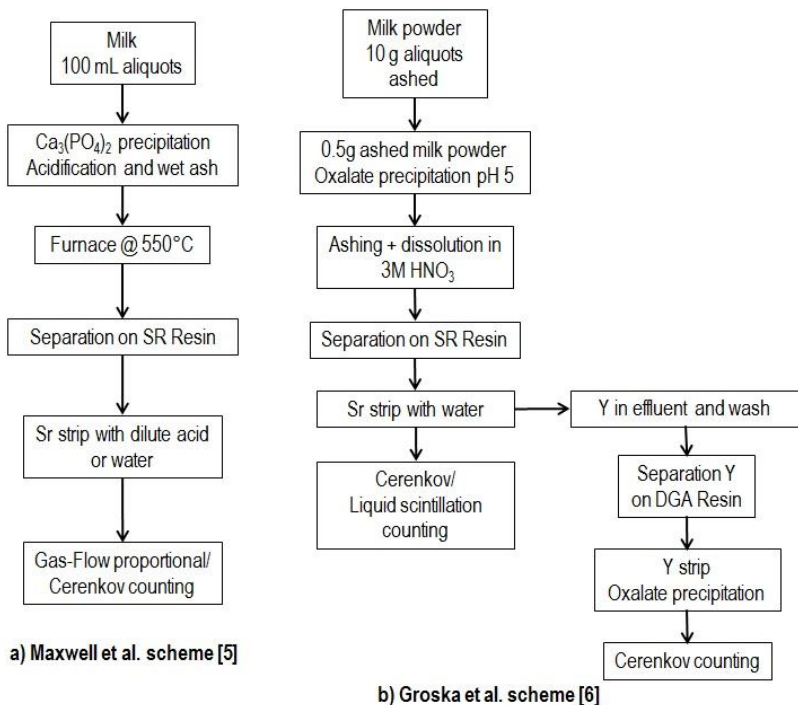 Milk
100 mL aliquots
Ca₃(PO₄)₂ precipitation
Acidification and wet ash
Furnace @ 550°C
Separation on SR Resin
Sr strip with dilute acid
or water
Gas-Flow proportional/
Cerenkov counting
a) Maxwell et al. scheme [5]
Milk powder
10 g aliquots
ashed
0.5g ashed milk powder
Oxalate precipitation pH 5
Ashing + dissolution in
3M HNO₃
Separation on SR Resin
Sr strip with water
Cerenkov/
Liquid scintillation
counting
Y in effluent and wash
Separation Y
on DGA Resin
Y strip
Oxalate precipitation
Cerenkov counting
b) Groska et al. scheme [6]